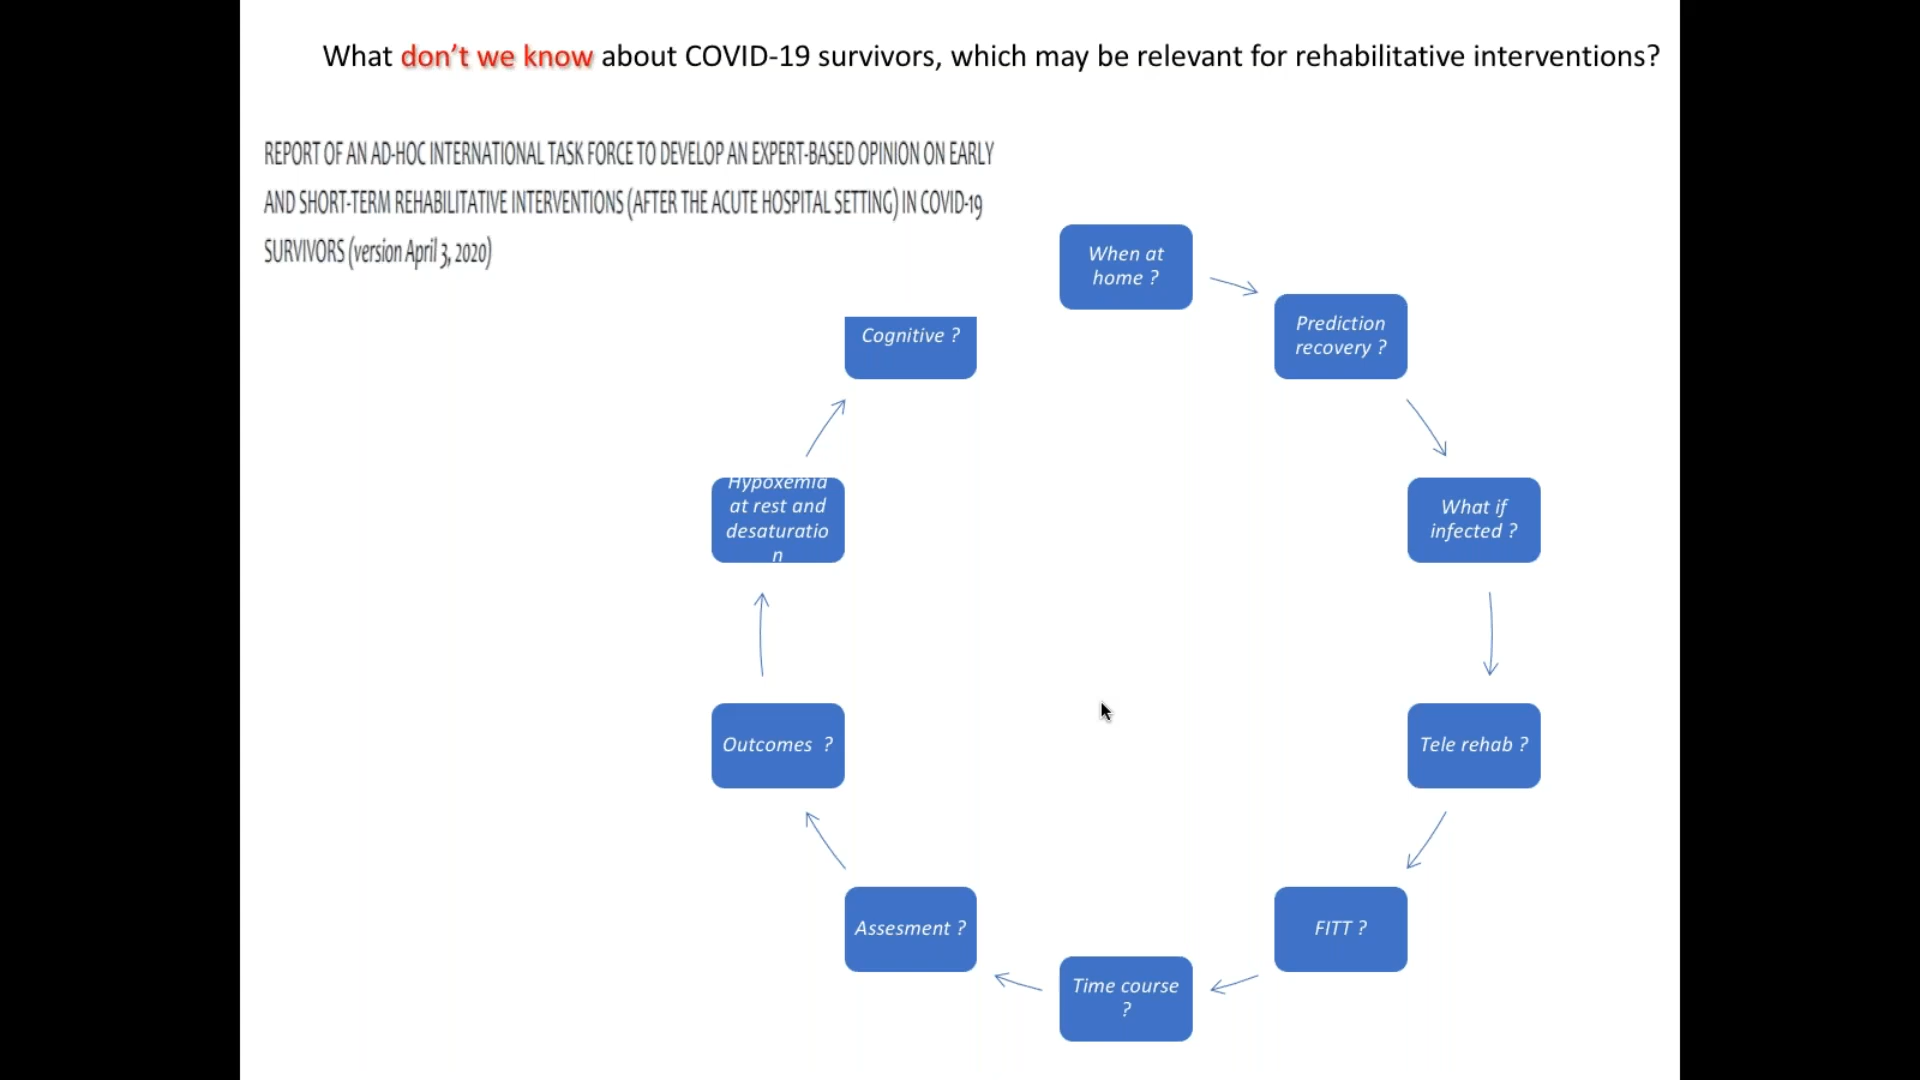 What don't we know about COVID-19 survivors, which may be relevant for rehabilitative interventions?
REPORT OF AN AD-HOC INTERNATIONAL TASK FORCE TO DEVELOP AN EXPERT-BASED OPINION ON EARLY
AND SHORT-TERM REHABILITATIVE INTERVENTIONS (AFTER THE ACUTE HOSPITAL SETTING) IN COVID-19
SURVIVORS (version April 3, 2020)
When at
home ?
Prediction
recovery ?
What if
infected ?
Tele rehab ?
FITT ?
Time course
?
Assesment ?
Outcomes ?
Hypoxemia
at rest and
desaturatio
n
Cognitive ?